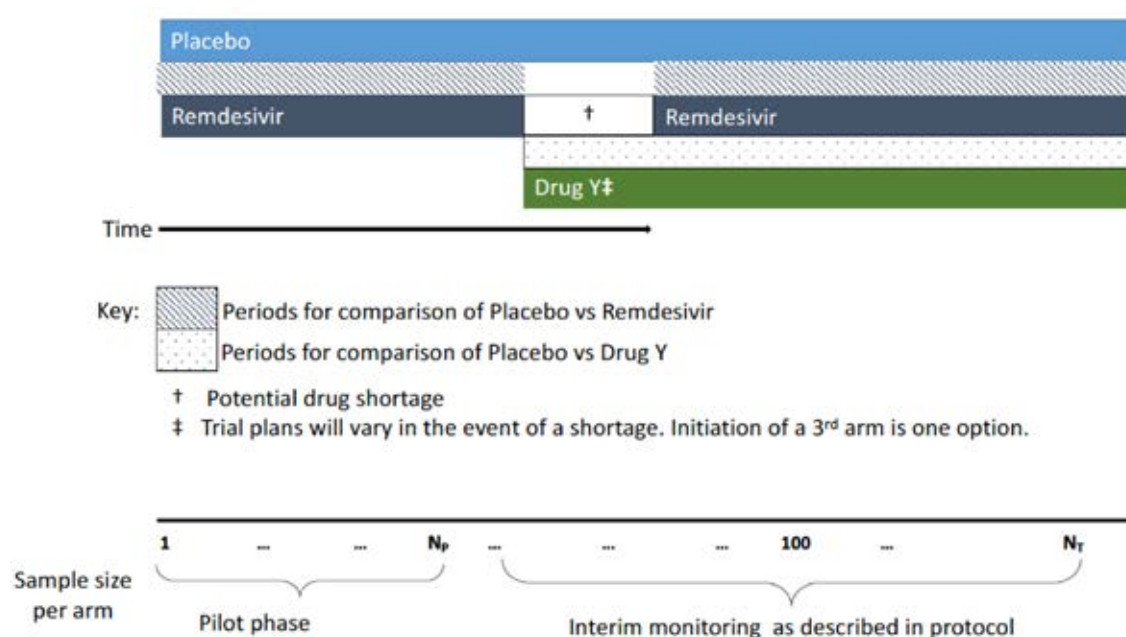 Placebo
Remdesivir † Remdesivir
Drug Y‡
Time
Key: Periods for comparison of Placebo vs Remdesivir
Periods for comparison of Placebo vs Drug Y
† Potential drug shortage
‡ Trial plans will vary in the event of a shortage. Initiation of a 3rd arm is one option.
1 ... ... NP ... ... ... 100 ... NT
Sample size
per arm
Pilot phase Interim monitoring as described in protocol